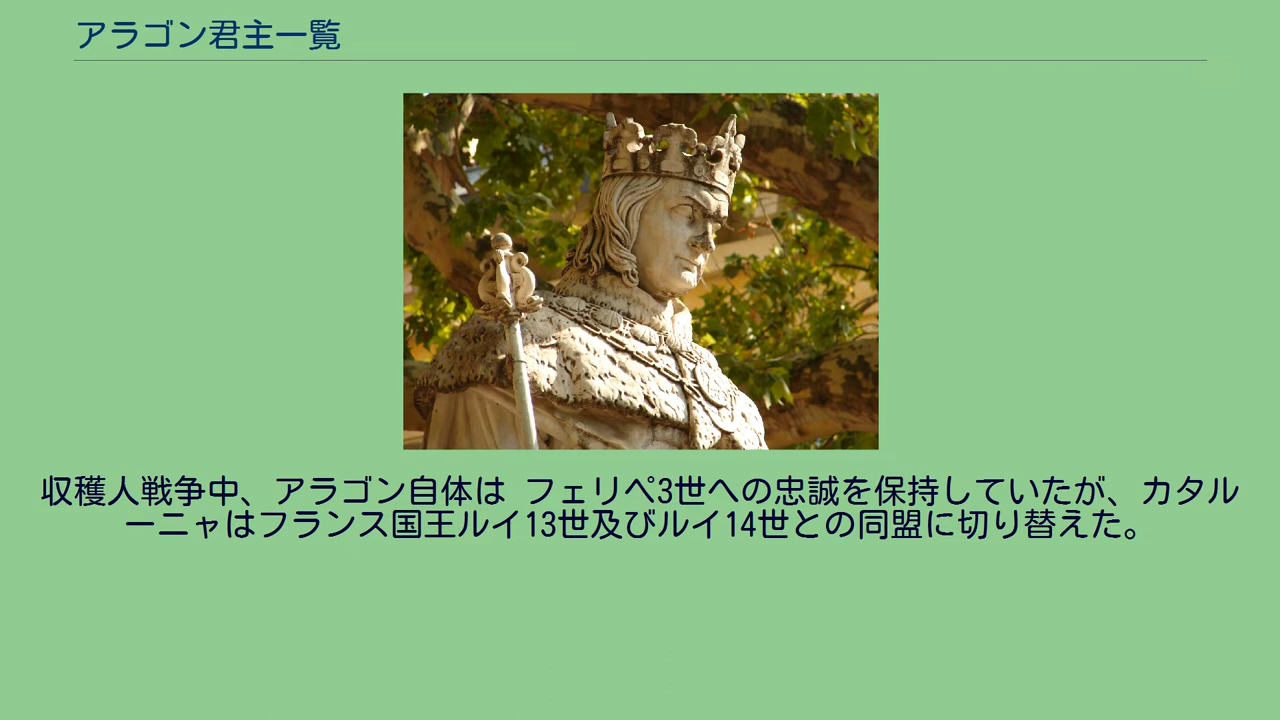 アラゴン君主一覧
収穫人戦争中、アラゴン自体は フェリペ3世への忠誠を保持していたが、カタル
ーニャはフランス国王ルイ13世及びルイ14世との同盟に切り替えた。